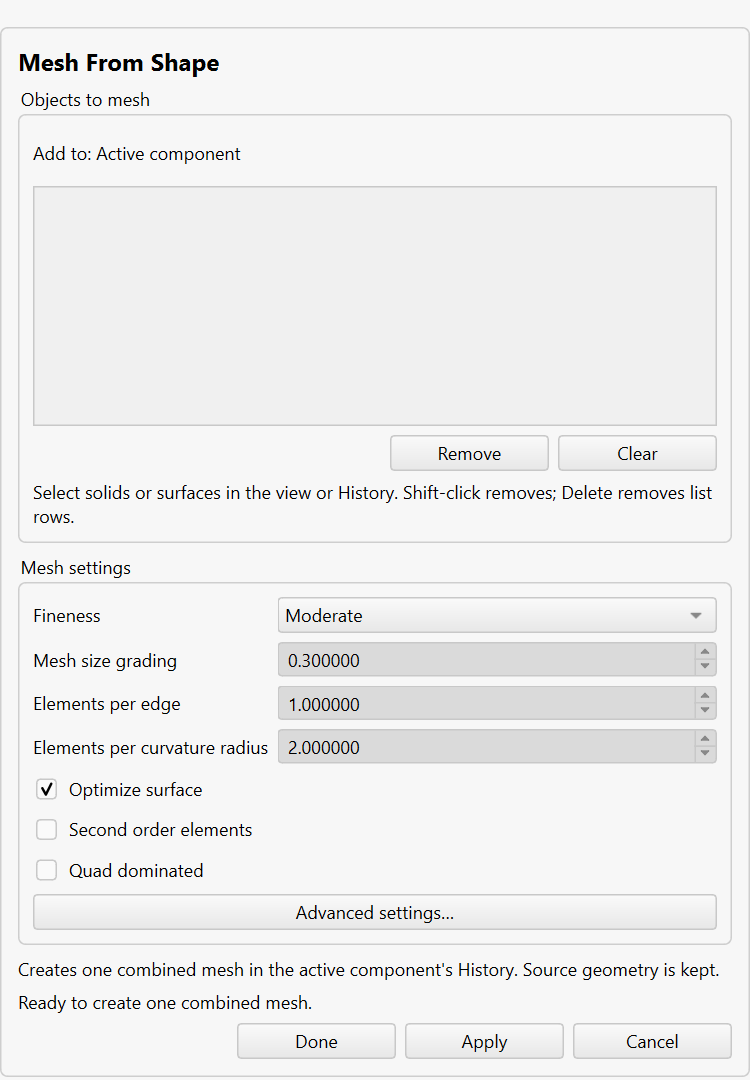 Mesh From Shape
Objects to mesh
Add to: Active component
Remove
Clear
Select solids or surfaces in the view or History. Shift-click removes; Delete removes list
rows.
Mesh settings
Fineness
Moderate
Mesh size grading
0.300000
Elements per edge
1.000000
Elements per curvature radius
2.000000
Optimize surface
Second order elements
Quad dominated
Advanced settings...
Creates one combined mesh in the active component's History. Source geometry is kept.
Ready to create one combined mesh.
Done
Apply
Cancel